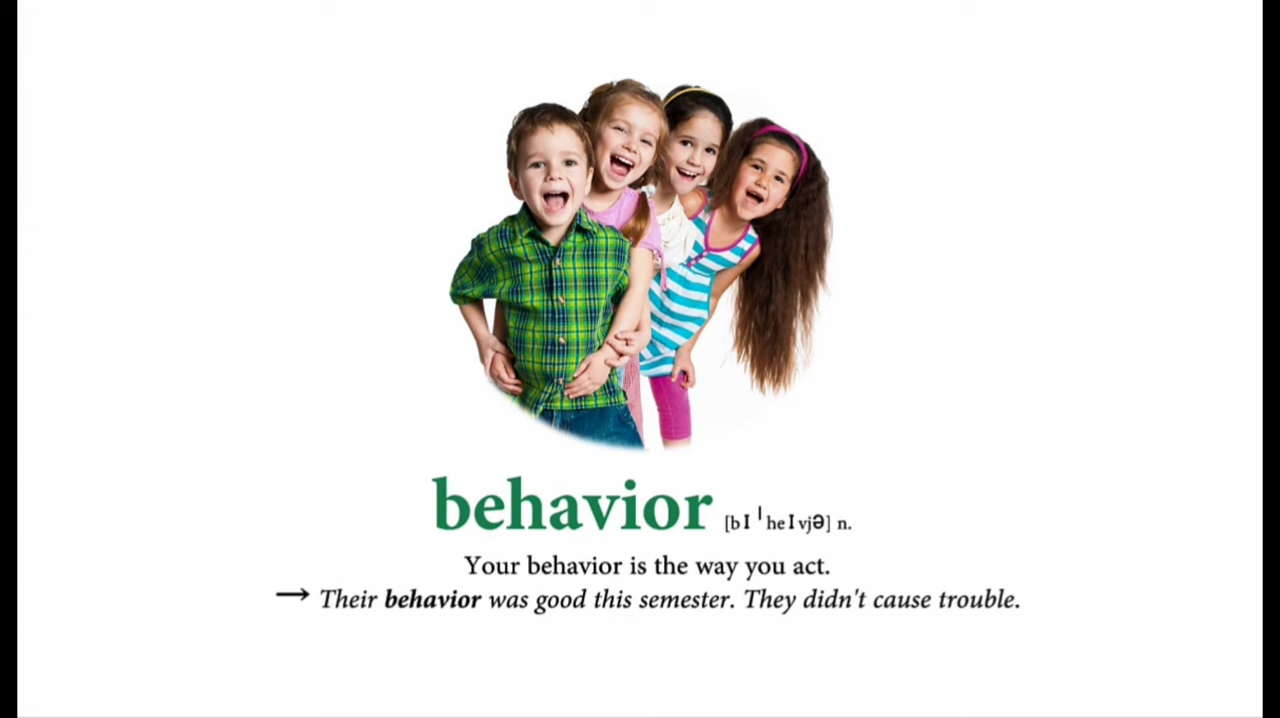 behavior [bɪˈheɪvjə] n.
Your behavior is the way you act.
→ Their behavior was good this semester. They didn't cause trouble.